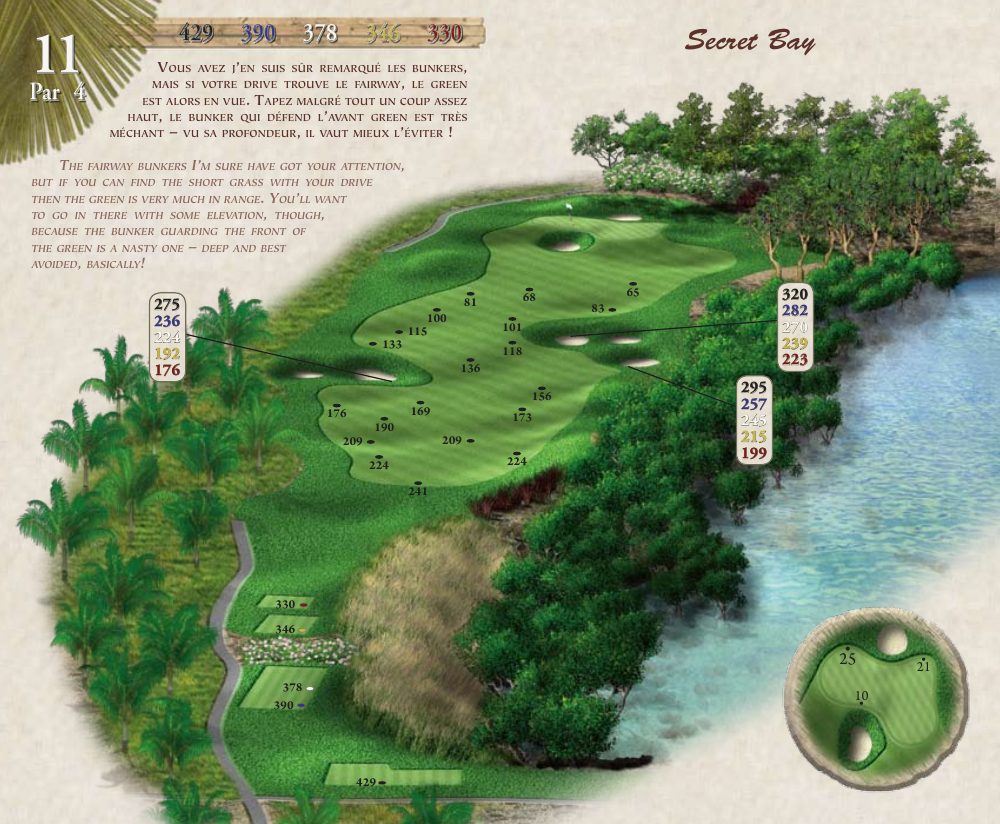 11
Par 4
429 390 378 346 330
Secret Bay
Vous avez j'en suis sûr remarqué les bunkers,
mais si votre drive trouve le fairway, le green
est alors en vue. Tapez malgré tout un coup assez
haut, le bunker qui défend l'avant green est très
méchant – vu sa profondeur, il vaut mieux l'éviter !
The fairway bunkers I'm sure have got your attention,
but if you can find the short grass with your drive
then the green is very much in range. You'll want
to go in there with some elevation, though,
because the bunker guarding the front of
the green is a nasty one – deep and best
avoided, basically!
275
236
224
192
176
320
282
270
239
223
295
257
245
215
199
65
68
81
83
100
101
115
118
133
136
156
169
176
173
190
209
209
224
224
241
330
346
378
390
429
25
21
10